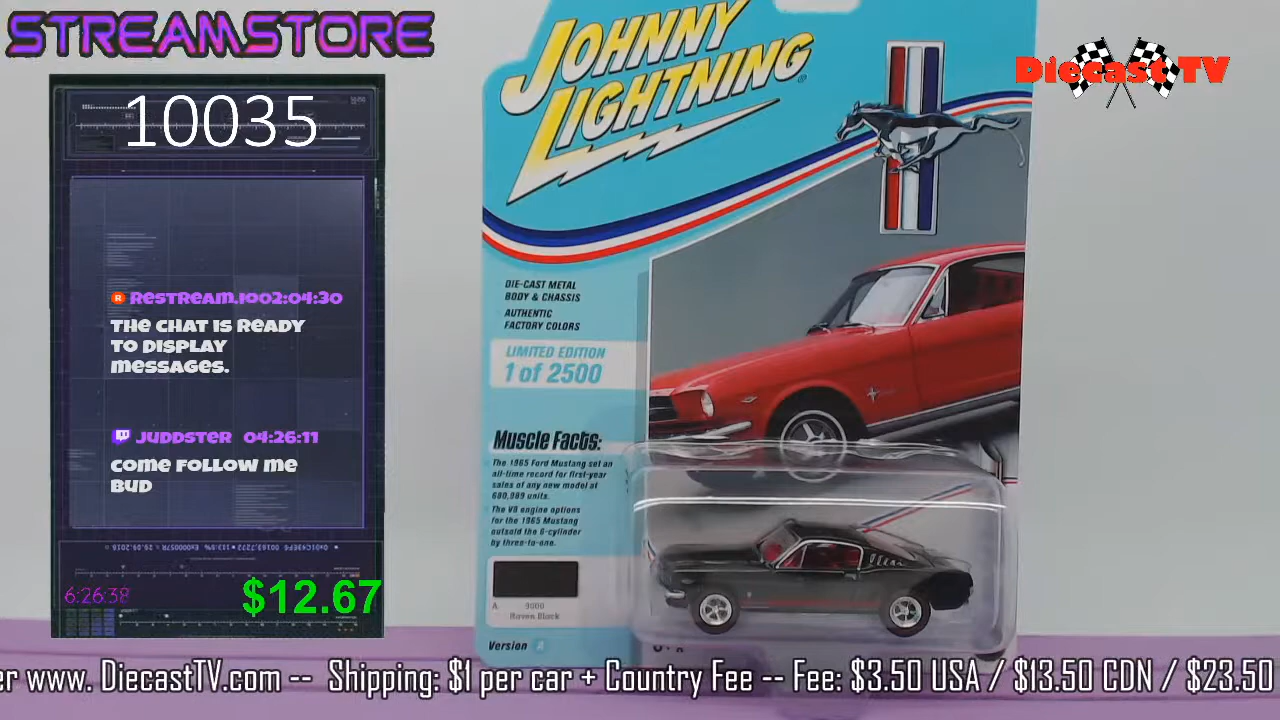 STREAMSTORE
10035
Restream.io 02:04:30
The chat is ready
to display
messages.
Juddster 04:26:11
Come follow me
bud
6:26:38
$12.67
JOHNNY
LIGHTNING
Diecast TV
DIE-CAST METAL
BODY & CHASSIS
AUTHENTIC
FACTORY COLORS
LIMITED EDITION
1 of 2500
Muscle Facts:
The 1965 Ford Mustang set an
all-time record for first-year
sales of any new model at
680,989 units.
The V8 engine options
for the 1965 Mustang
outsold the 6-cylinder
by three-to-one.
A 9000
Raven Black
Version A
er www. DiecastTV.com -- Shipping: $1 per car + Country Fee -- Fee: $3.50 USA / $13.50 CDN / $23.50